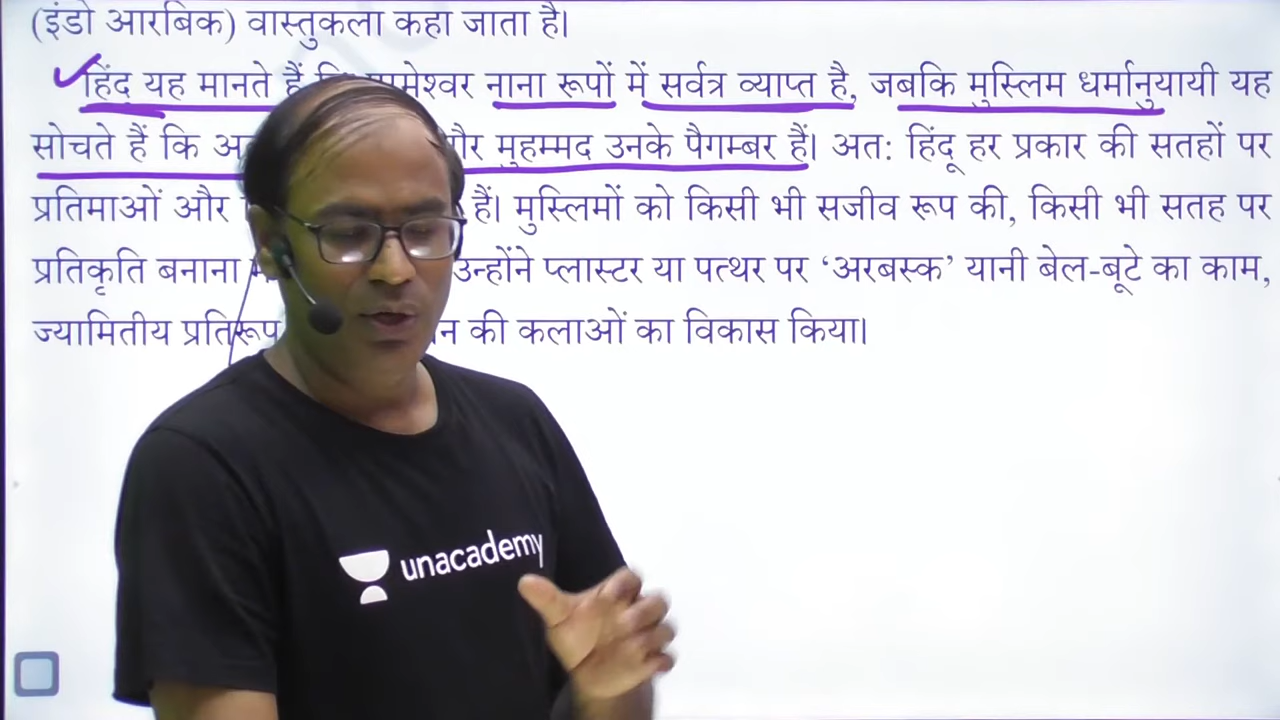 (इंडो आरबिक) वास्तुकला कहा जाता है।
हिंदू यह मानते हैं कि परमेश्वर नाना रूपों में सर्वत्र व्याप्त है, जबकि मुस्लिम धर्मानुयायी यह
सोचते हैं कि और मुहम्मद उनके पैगम्बर हैं। अत: हिंदू हर प्रकार की सतहों पर
प्रतिमाओं और हैं। मुस्लिमों को किसी भी सजीव रूप की, किसी भी सतह पर
प्रतिकृति बनाना उन्होंने प्लास्टर या पत्थर पर ‘अरबस्क’ यानी बेल-बूटे का काम,
ज्यामितीय प्रतिरूप की कलाओं का विकास किया।
unacademy